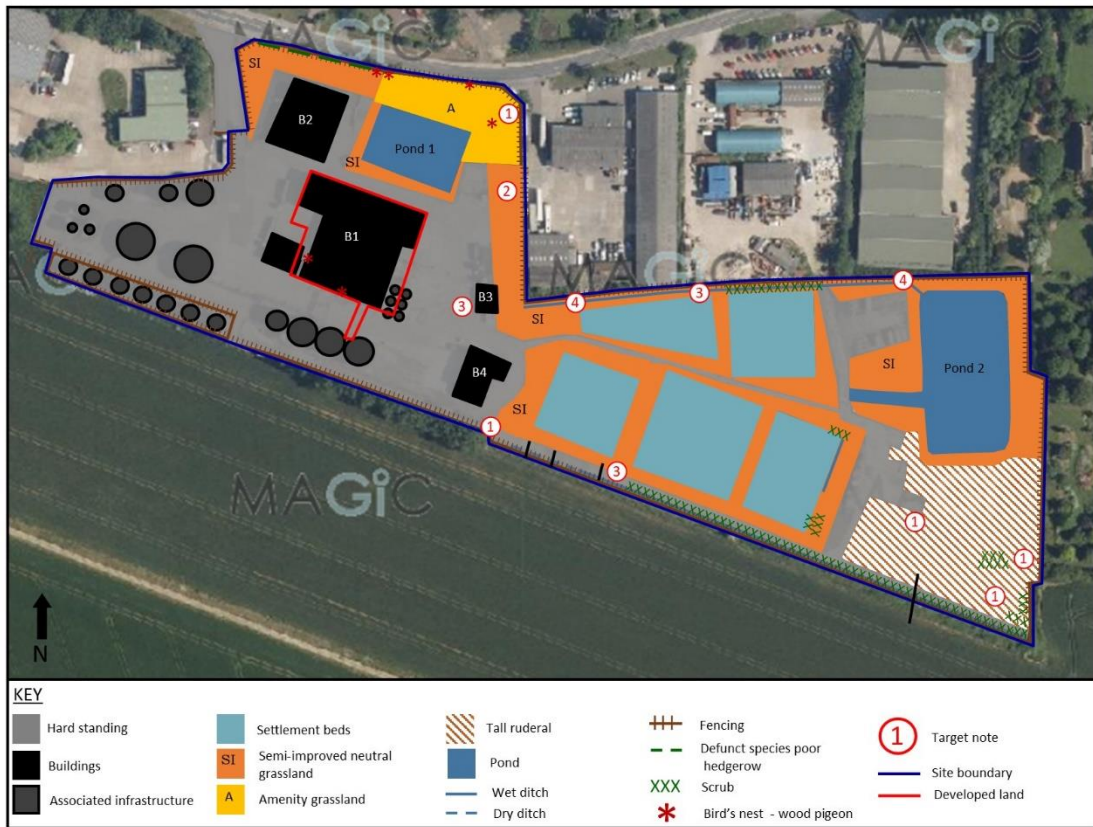 MAGiC
MAGiC
SI
B2
A
1
Pond 1
SI
2
B1
MAGiC
MAGiC
3
B3
4
3
4
SI
SI
Pond 2
B4
SI
1
3
MAGiC
1
1
1
N
KEY
Hard standing
Buildings
Associated infrastructure
Settlement beds
SI
Semi-improved neutral
grassland
A
Amenity grassland
Tall ruderal
Pond
Wet ditch
Dry ditch
Fencing
Defunct species poor
hedgerow
XXX
Scrub
Bird's nest - wood pigeon
1
Target note
Site boundary
Developed land